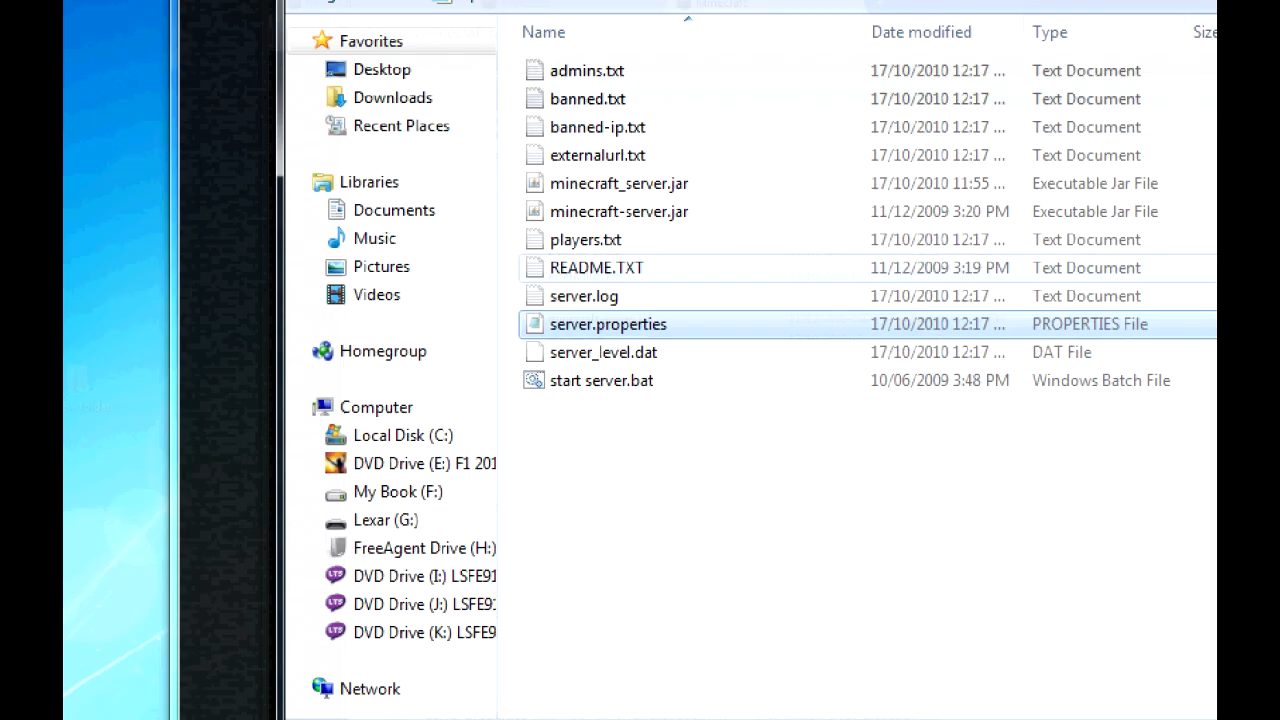 Name Date modified Type Size
Favorites
Desktop
Downloads
Recent Places
Libraries
Documents
Music
Pictures
Videos
Homegroup
Computer
Local Disk (C:)
DVD Drive (E:) F1 201
My Book (F:)
Lexar (G:)
FreeAgent Drive (H:)
DVD Drive (I:) LSFE91
DVD Drive (J:) LSFE91
DVD Drive (K:) LSFE9
Network
admins.txt 17/10/2010 12:17 ... Text Document
banned.txt 17/10/2010 12:17 ... Text Document
banned-ip.txt 17/10/2010 12:17 ... Text Document
externalurl.txt 17/10/2010 12:17 ... Text Document
minecraft_server.jar 17/10/2010 11:55 ... Executable Jar File
minecraft-server.jar 11/12/2009 3:20 PM Executable Jar File
players.txt 17/10/2010 12:17 ... Text Document
README.TXT 11/12/2009 3:19 PM Text Document
server.log 17/10/2010 12:17 ... Text Document
server.properties 17/10/2010 12:17 ... PROPERTIES File
server_level.dat 17/10/2010 12:17 ... DAT File
start server.bat 10/06/2009 3:48 PM Windows Batch File